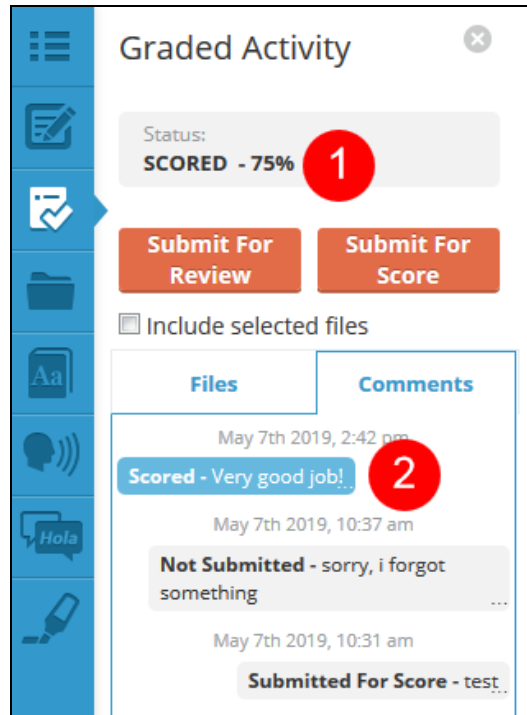 Graded Activity
Status:
SCORED - 75%
1
Submit For
Review
Submit For
Score
Include selected files
Files
Comments
May 7th 2019, 2:42 pm
Scored - Very good job!...
2
May 7th 2019, 10:37 am
Not Submitted - sorry, i forgot
something
...
May 7th 2019, 10:31 am
Submitted For Score - test...
Aa
Hola